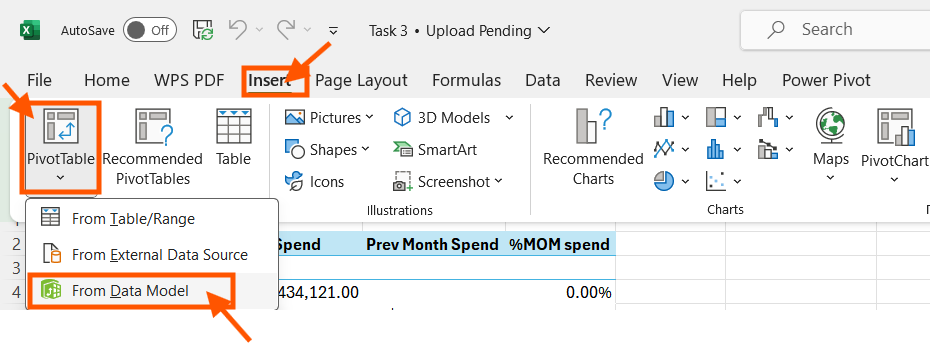 AutoSave Off Task 3 • Upload Pending Search
File Home WPS PDF Insert Page Layout Formulas Data Review View Help Power Pivot
PivotTable
Recommended
PivotTables
Table
Pictures
Shapes
Icons
3D Models
SmartArt
Screenshot
Illustrations
Recommended
Charts
Maps
PivotChart
Charts
From Table/Range
From External Data Source
From Data Model
2 Spend Prev Month Spend %MOM spend
3
4 434,121.00 0.00%